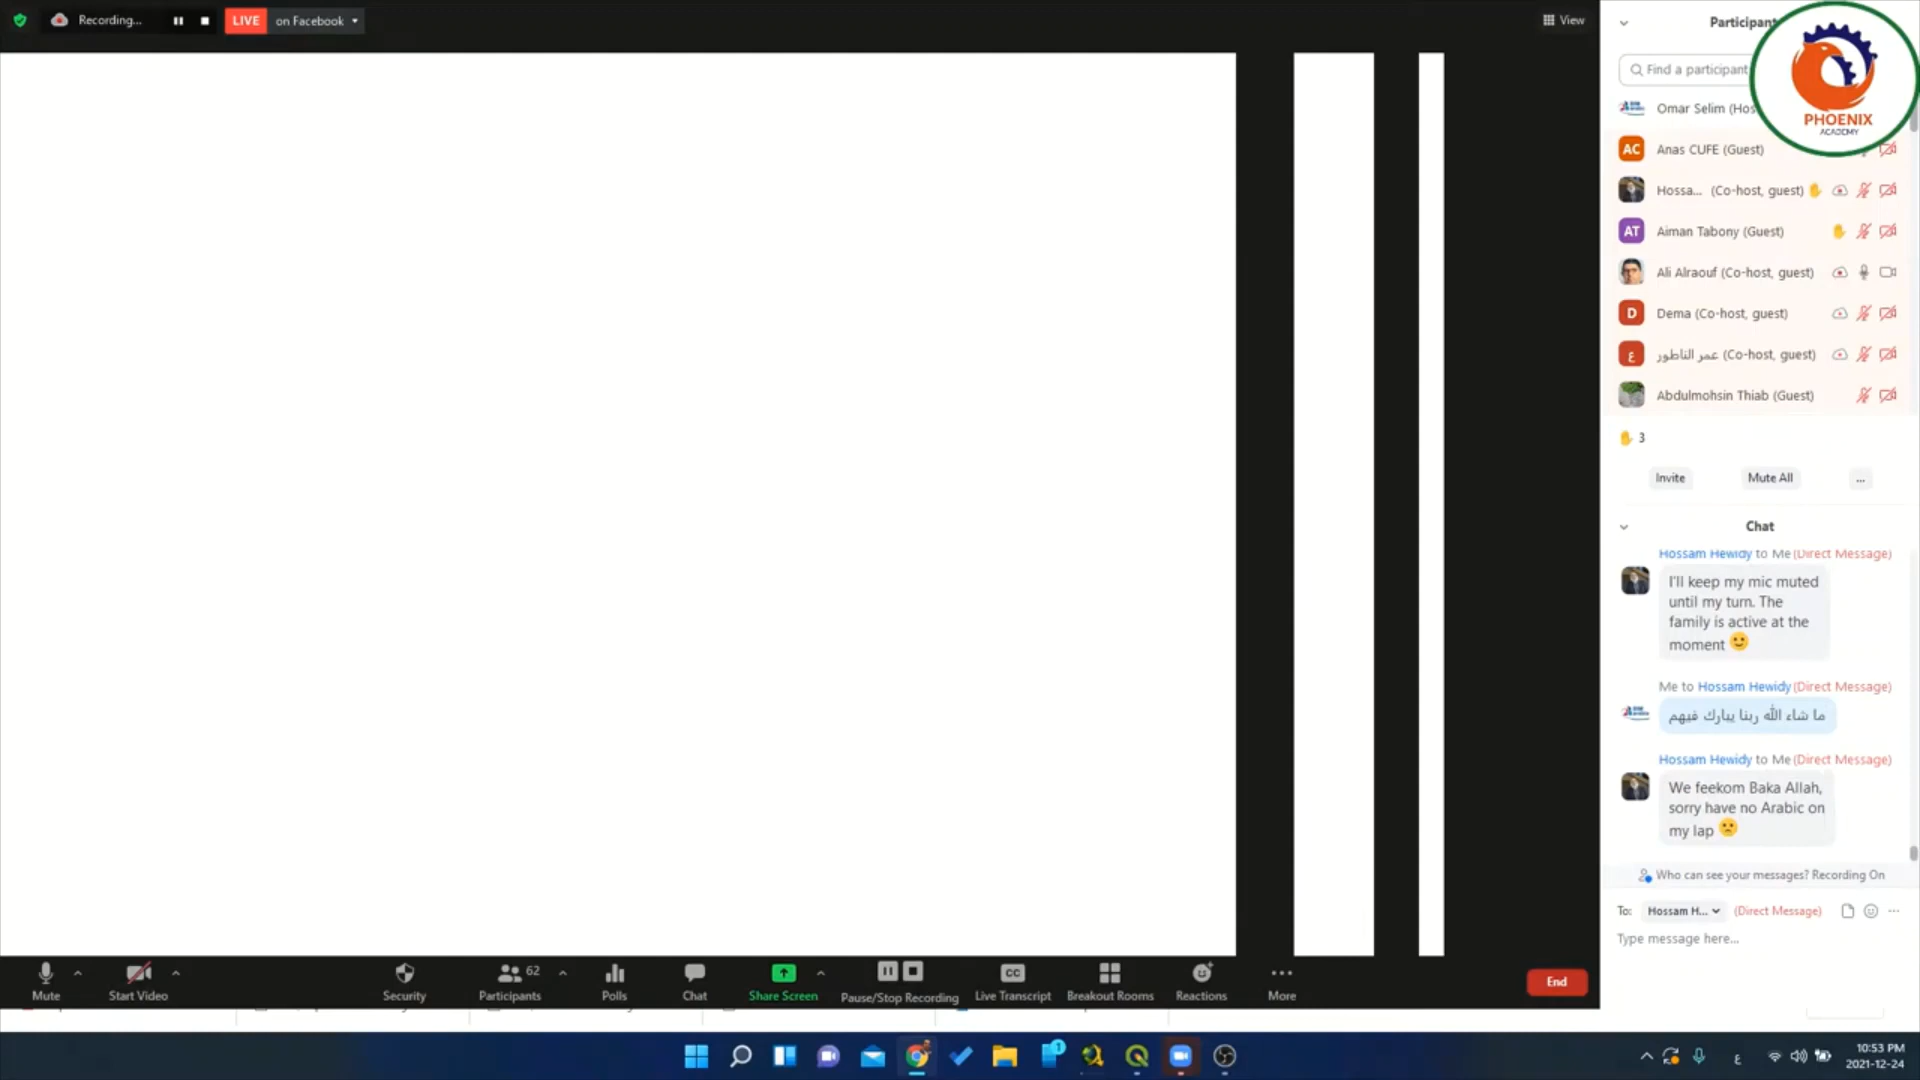 Recording...
LIVE
on Facebook
View
Find a participant
PHOENIX
ACADEMY
AC
Anas CUFE (Guest)
Hossa... (Co-host, guest)
AT
Aiman Tabony (Guest)
Ali Alraouf (Co-host, guest)
D
Dema (Co-host, guest)
ع
عمر الناطور (Co-host, guest)
Abdulmohsin Thiab (Guest)
3
Invite
Mute All
...
Chat
Hossam Hewidy to Me (Direct Message)
I'll keep my mic muted
until my turn. The
family is active at the
moment
Me to Hossam Hewidy (Direct Message)
ما شاء الله ربنا يبارك فيهم
Hossam Hewidy to Me (Direct Message)
We feekom Baka Allah,
sorry have no Arabic on
my lap
Who can see your messages? Recording On
To: Hossam H... (Direct Message)
Type message here...
Mute
Start Video
Security
62
Participants
Polls
Chat
Share Screen
Pause/Stop Recording
CC
Live Transcript
Breakout Rooms
Reactions
More
End
1
ع
10:53 PM
2021-12-24